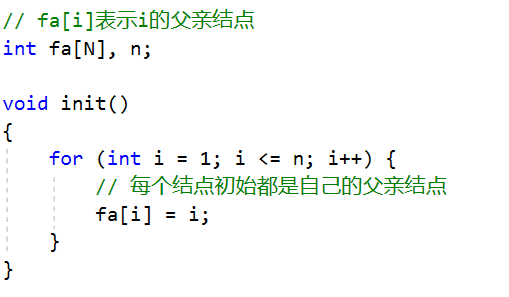 // fa[i]表示i的父亲结点
int fa[N], n;
void init()
{
    for (int i = 1; i <= n; i++) {
        // 每个结点初始都是自己的父亲结点
        fa[i] = i;
    }
}